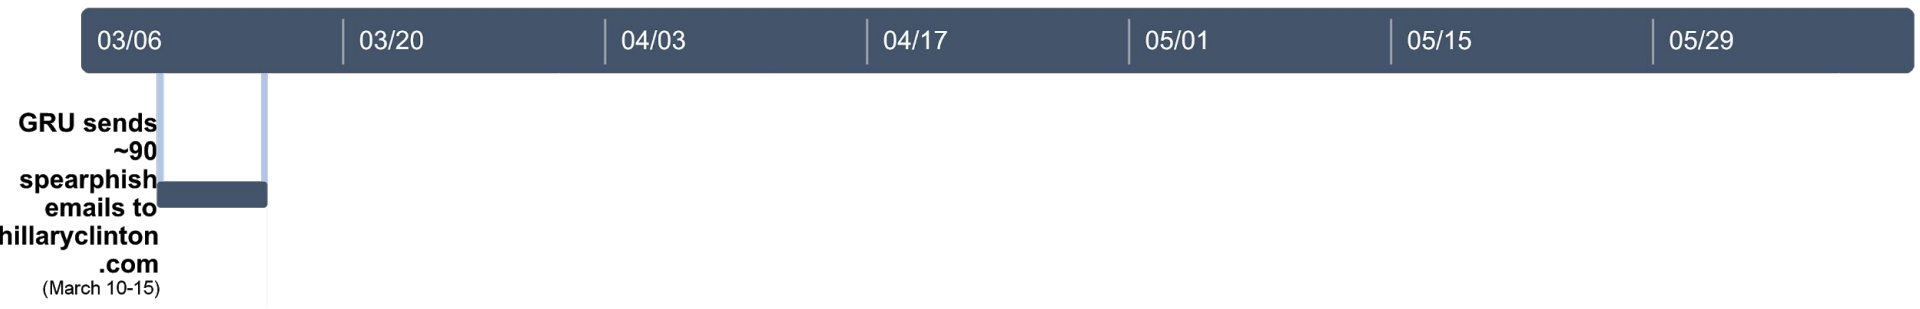 03/06 03/20 04/03 04/17 05/01 05/15 05/29
GRU sends
~90
spearphish
emails to
hillaryclinton
.com
(March 10-15)